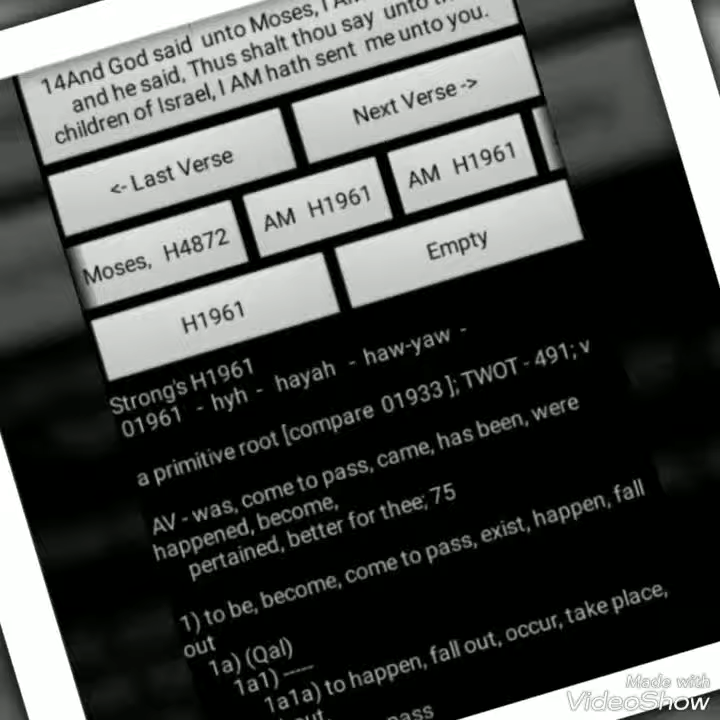 14And God said unto Moses, I
and he said, Thus shalt thou say unto
children of Israel, I AM hath sent me unto you.
<- Last Verse
Next Verse ->
Moses, H4872
AM H1961
AM H1961
H1961
Empty
Strong's H1961
01961 - hyh - hayah - haw-yaw -
a primitive root [compare 01933 ]; TWOT - 491; v
AV - was, come to pass, came, has been, were
happened, become,
pertained, better for thee; 75
1) to be, become, come to pass, exist, happen, fall
out
1a) (Qal)
1a1) ----
1a1a) to happen, fall out, occur, take place,
pass
Made with
VideoShow